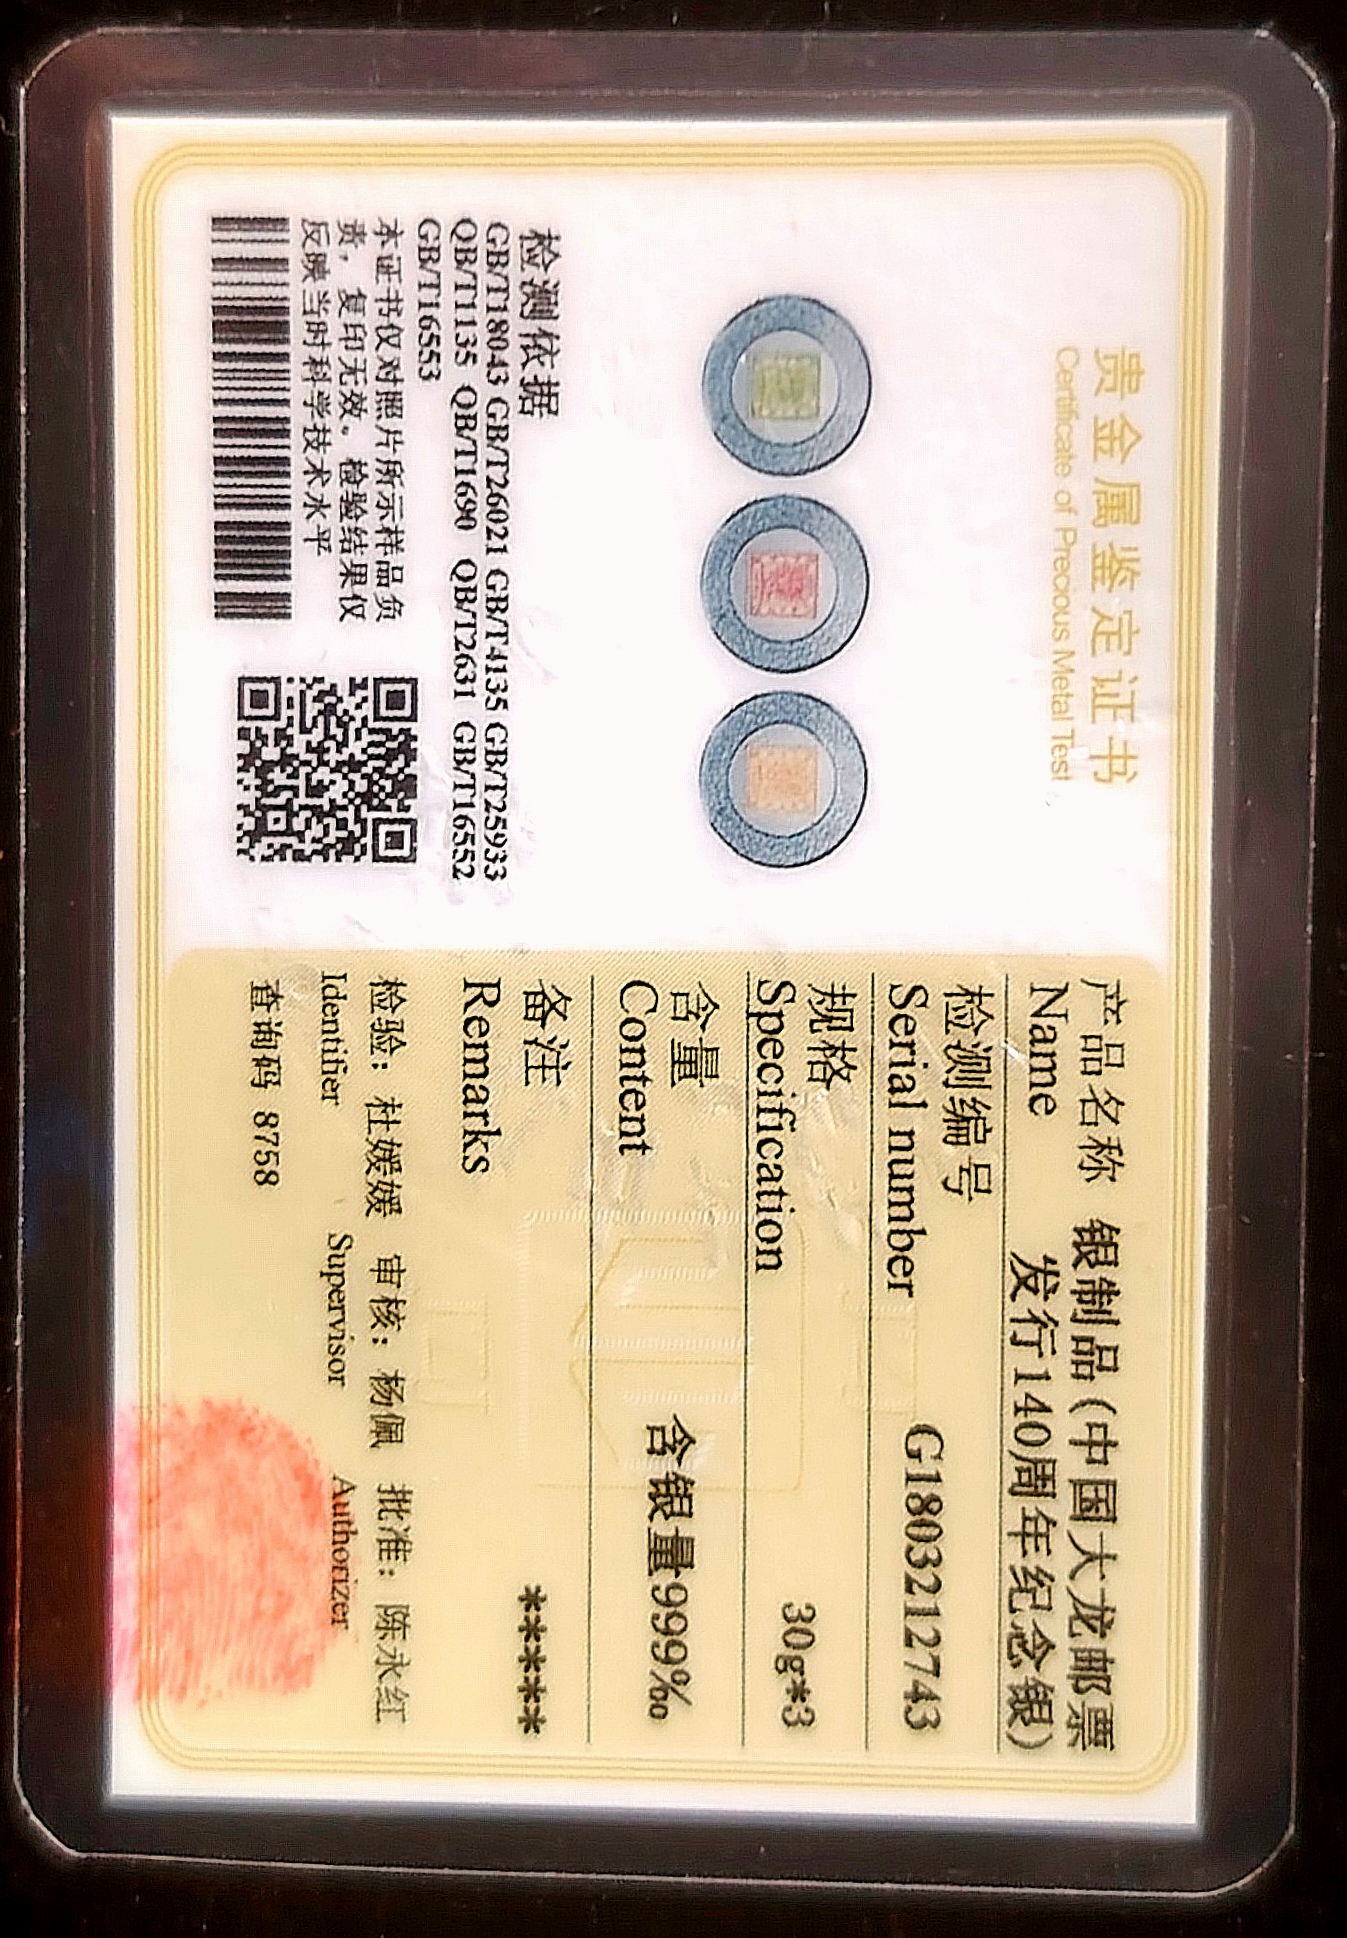 贵金属鉴定证书
Certificate of Precious Metal Test
检测依据
GB/T18043 GB/T26021 GB/T4135 GB/T25933
QB/T1135 QB/T1690 QB/T2631 GB/T16552
GB/T16553
本证书仅对照片所示样品负
责，复印无效。检验结果仅
反映当时科学技术水平
产品名称 银制品(中国大龙邮票
Name 发行140周年纪念银)
检测编号
Serial number G1803212743
规格
Specification 30g*3
含量
Content 含银量999‰
备注
Remarks *****
检验：杜媛媛 审核：杨佩 批准：陈永红
Identifier Supervisor Authorizer
查询码 8758